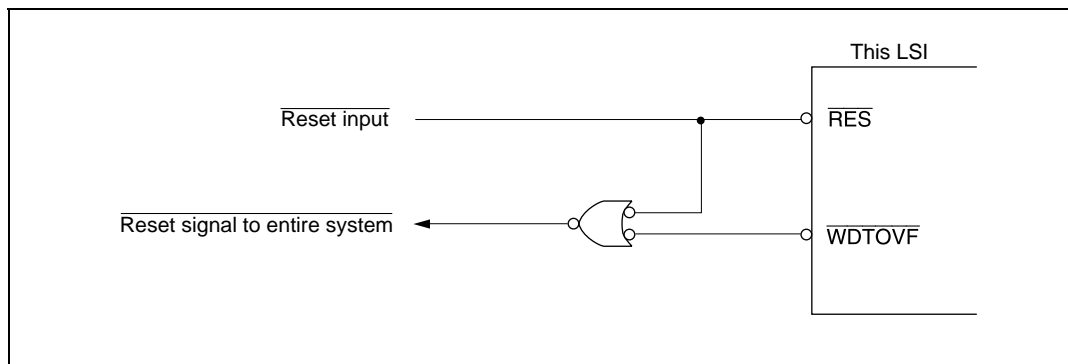 This LSI
Reset input
RES
Reset signal to entire system
WDTOVF